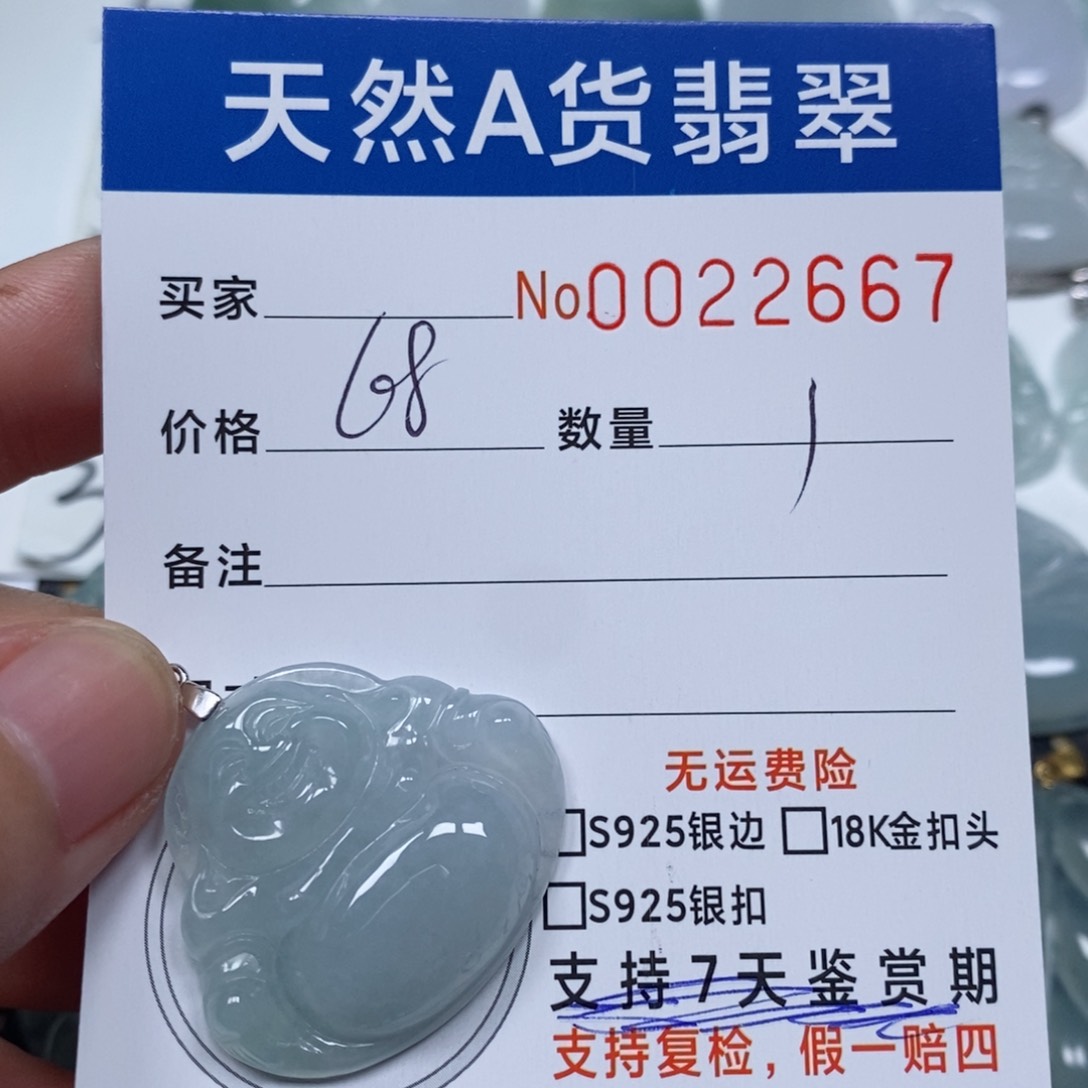 天然A货翡翠
买家 No 0022667
价格 68 数量 1
备注
无运费险
□S925银边 □18K金扣头
□S925银扣
支持7天鉴赏期
支持复检，假一赔四